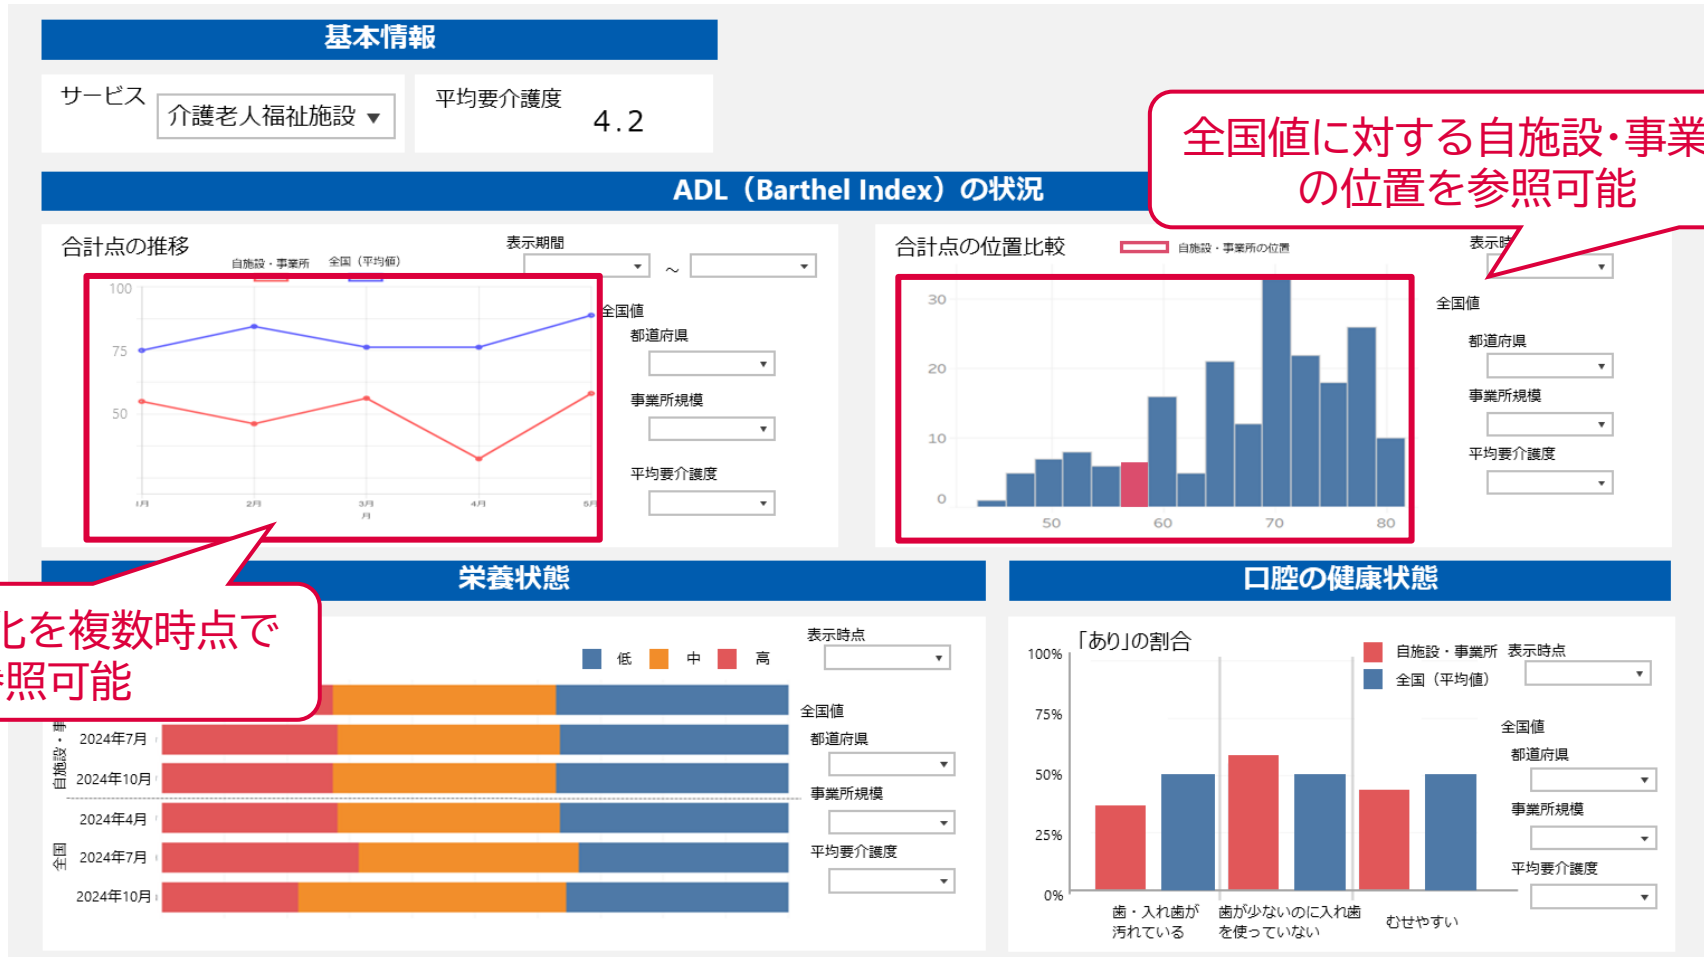 基本情報
サービス
介護老人福祉施設
平均要介護度
4.2
全国値に対する自施設・事業
の位置を参照可能
ADL（Barthel Index）の状況
合計点の推移
自施設・事業所
全国（平均値）
表示期間
～
100
75
50
1月
2月
3月
4月
5月
月
全国値
都道府県
事業所規模
平均要介護度
合計点の位置比較
自施設・事業所の位置
表示時
30
20
10
0
50
60
70
80
全国値
都道府県
事業所規模
平均要介護度
化を複数時点で
照可能
栄養状態
低
中
高
表示時点
自施設・事
2024年7月
2024年10月
全国
2024年4月
2024年7月
2024年10月
全国値
都道府県
事業所規模
平均要介護度
口腔の健康状態
「あり」の割合
自施設・事業所
全国（平均値）
表示時点
100%
75%
50%
25%
0%
歯・入れ歯が
汚れている
歯が少ないのに入れ歯
を使っていない
むせやすい
全国値
都道府県
事業所規模
平均要介護度